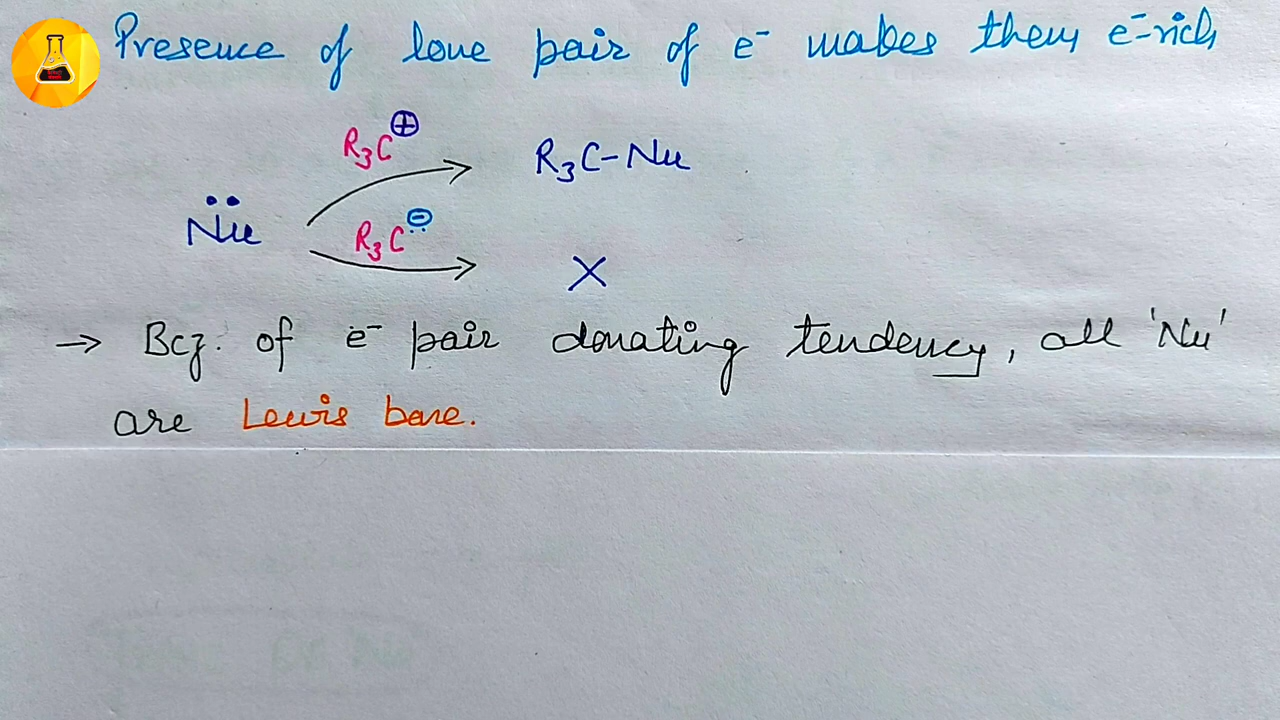 Presence of lone pair of e⁻ makes them e⁻-rich
R₃C⊕
R₃C-Nu
N̈u
R₃C⊖
X
→ Bcz. of e⁻ pair donating tendency, all 'Nu'
are Lewis base.